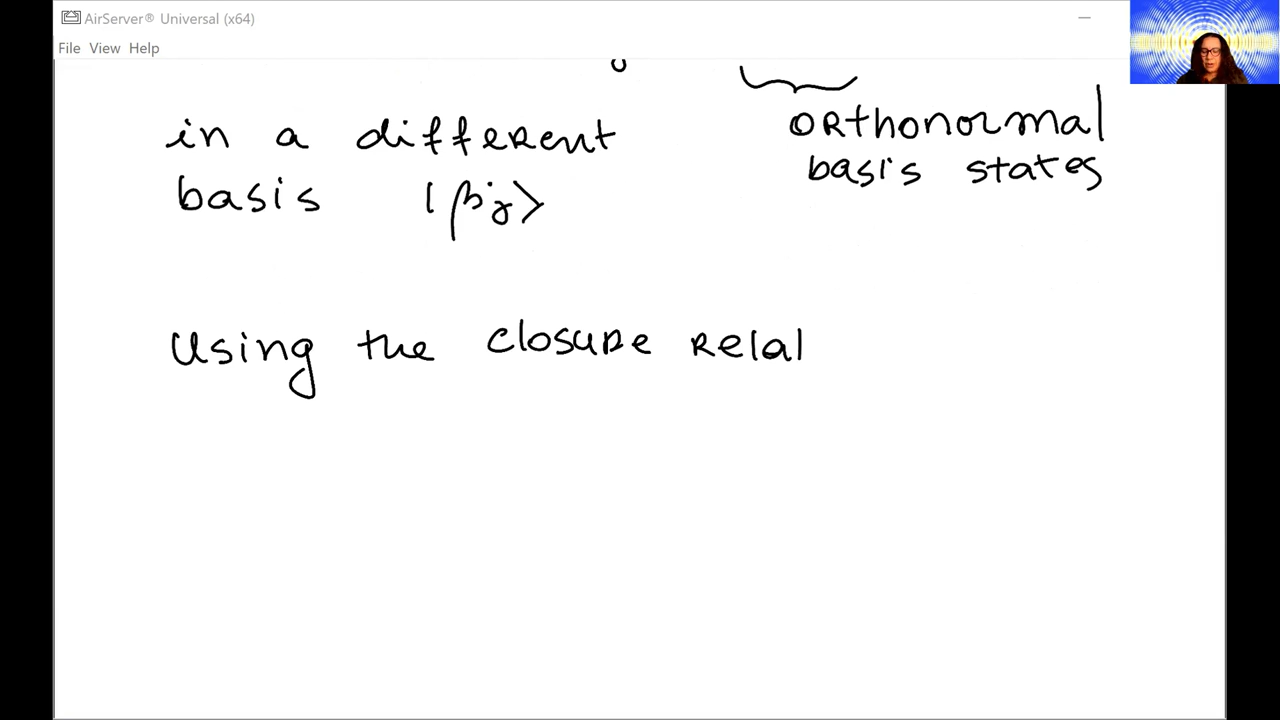 AirServer® Universal (x64)
File View Help
in a different
basis |βj>
orthonormal
basis states
Using the closure relal